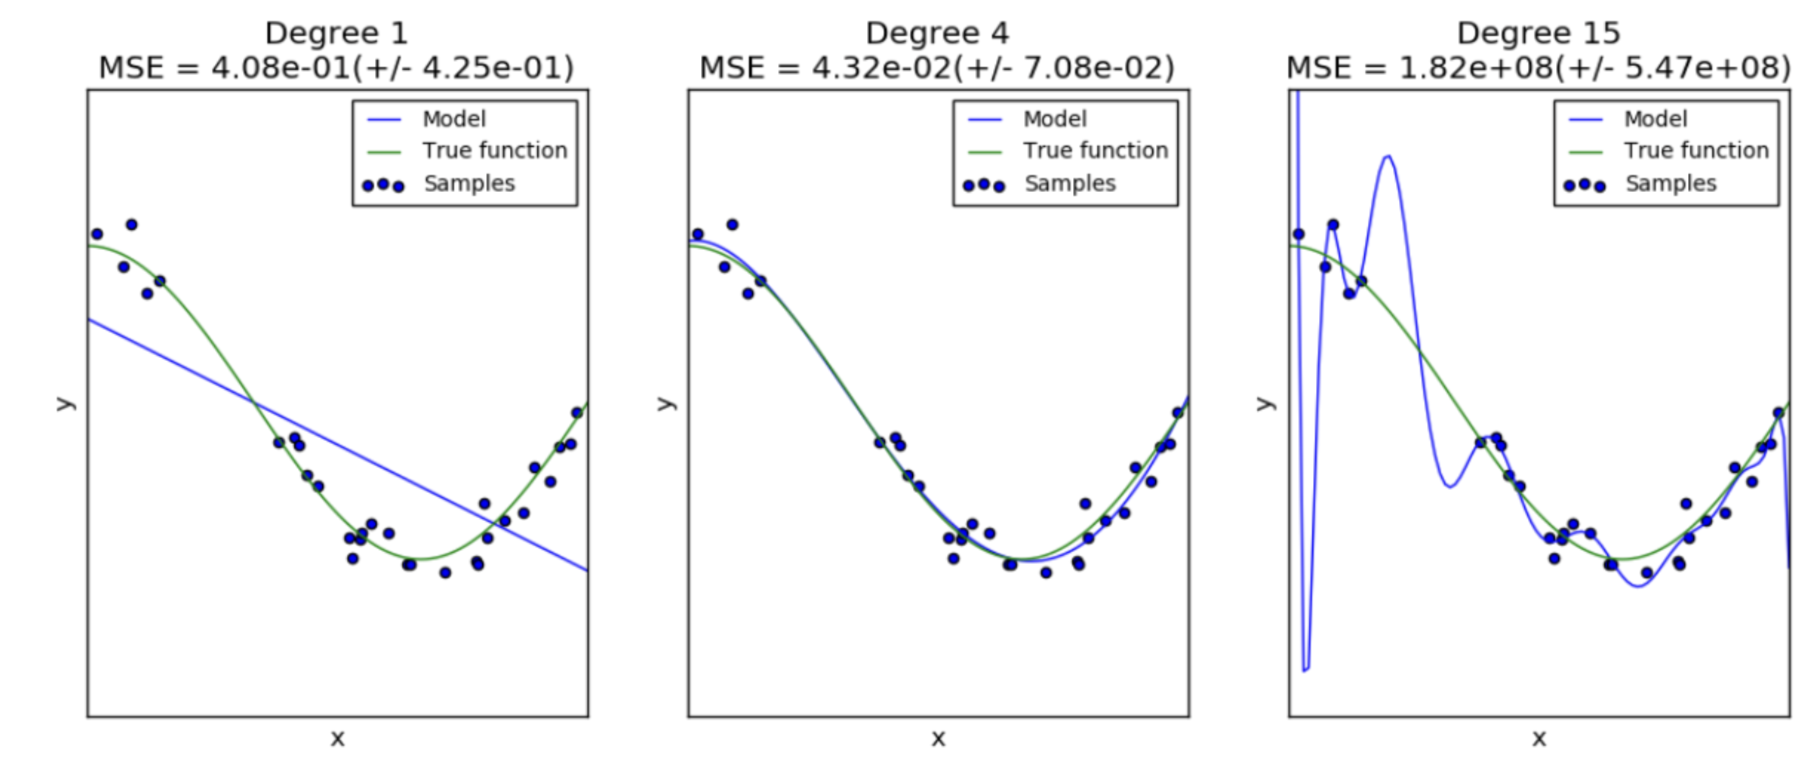 Degree 1
MSE = 4.08e-01(+/- 4.25e-01)
Model
True function
Samples
y
x
Degree 4
MSE = 4.32e-02(+/- 7.08e-02)
Model
True function
Samples
y
x
Degree 15
MSE = 1.82e+08(+/- 5.47e+08)
Model
True function
Samples
y
x